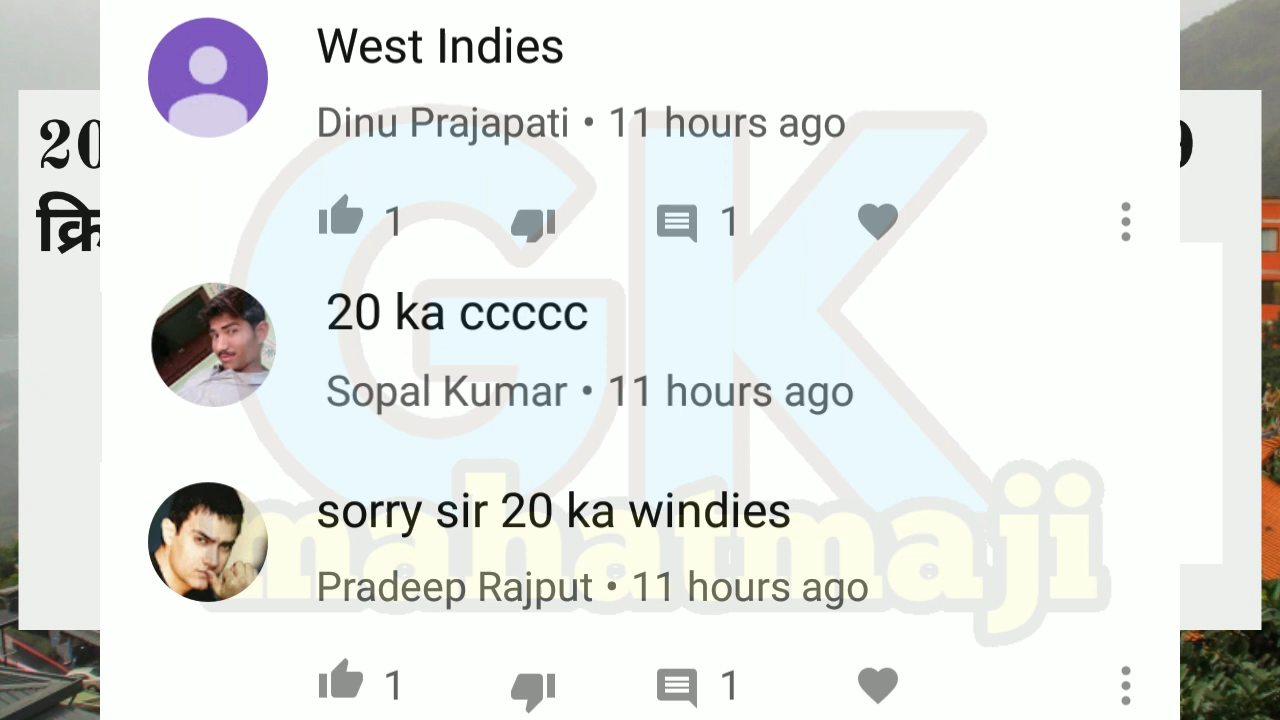 West Indies
Dinu Prajapati • 11 hours ago
1 1
20 ka ccccc
Sopal Kumar • 11 hours ago
sorry sir 20 ka windies
Pradeep Rajput • 11 hours ago
1 1
20
9
क्रि
GK
mahatmaji